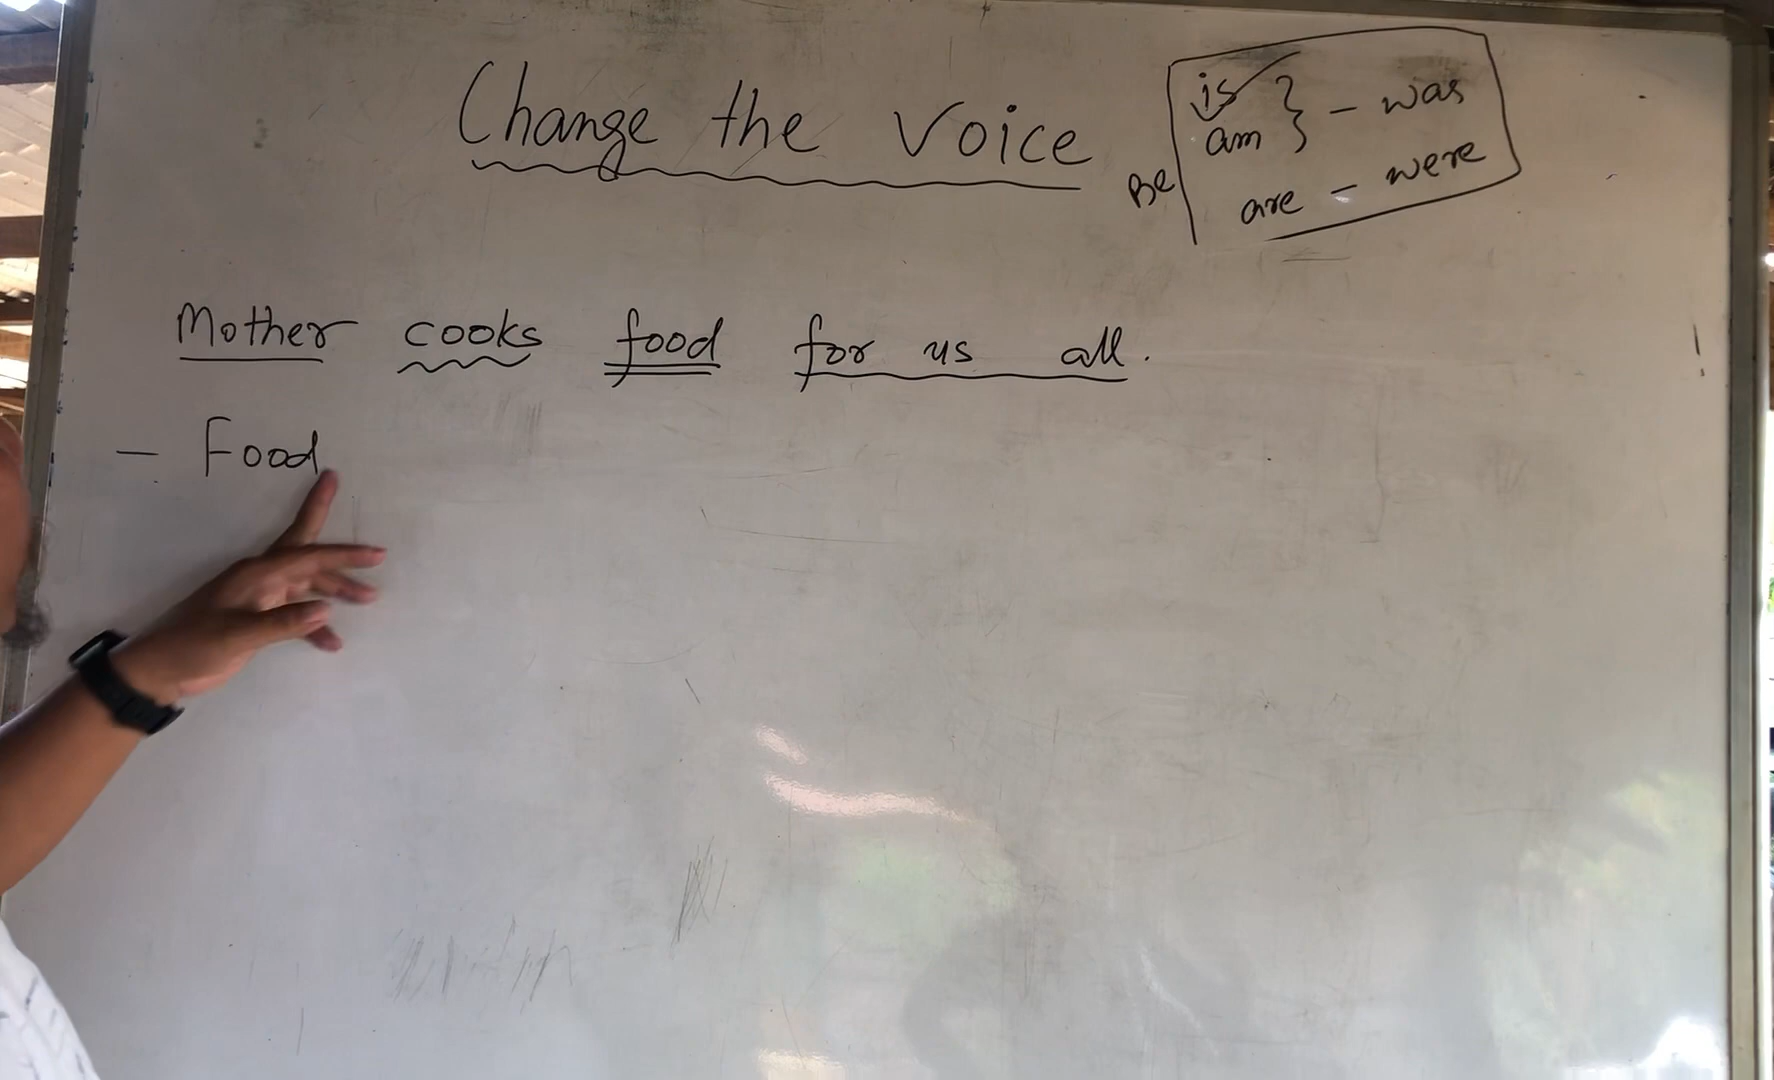 Change the Voice
is } - was
am
Be
are - were
Mother cooks food for us all.
- Food